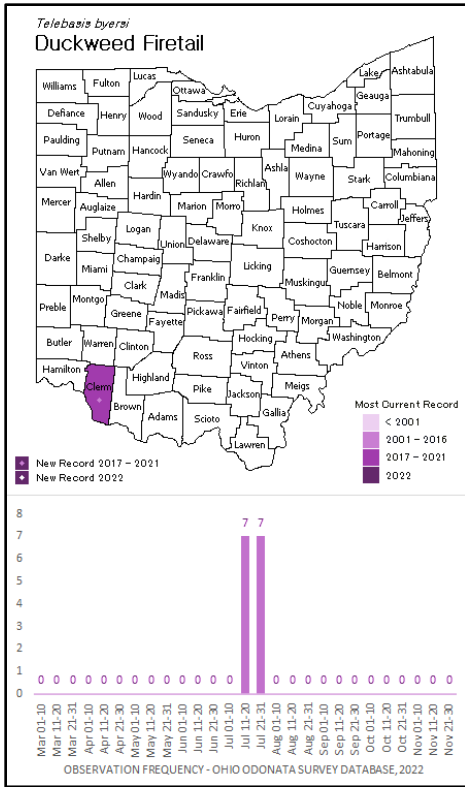 Telebasis byersi
Duckweed Firetail
Lucas
Williams
Fulton
Ottawa
Lake
Ashtabula
Geauga
Defiance
Henry
Wood
Sandusky
Erie
Lorain
Cuyahoga
Trumbull
Paulding
Putnam
Hancock
Seneca
Huron
Medina
Sum
Portage
Mahoning
Van Wert
Allen
Wyando
Crawfo
Richlan
Ashla
Wayne
Stark
Columbiana
Mercer
Auglaize
Hardin
Marion
Morro
Holmes
Carroll
Jeffers
Shelby
Logan
Union
Delaware
Knox
Coshocton
Tuscara
Harrison
Darke
Miami
Champaig
Licking
Muskingu
Guernsey
Belmont
Clark
Madis
Franklin
Preble
Montgo
Greene
Fayette
Pickawa
Fairfield
Perry
Morgan
Noble
Monroe
Washington
Butler
Warren
Clinton
Ross
Hocking
Athens
Hamilton
Clerm
Highland
Vinton
Meigs
Brown
Adams
Pike
Scioto
Jackson
Gallia
Lawren
Most Current Record
< 2001
2001 - 2016
2017 - 2021
2022
New Record 2017 - 2021
New Record 2022
8
7
6
5
4
3
2
1
0
0 0 0 0 0 0 0 0 0 0 0 0 0 7 7 0 0 0 0 0 0 0 0 0 0 0 0
Mar 01-10
Mar 11-20
Mar 21-31
Apr 01-10
Apr 11-20
Apr 21-30
May 01-10
May 11-20
May 21-31
Jun 01-10
Jun 11-20
Jun 21-30
Jul 01-10
Jul 11-20
Jul 21-31
Aug 01-10
Aug 11-20
Aug 21-31
Sep 01-10
Sep 11-20
Sep 21-30
Oct 01-10
Oct 11-20
Oct 21-31
Nov 01-10
Nov 11-20
Nov 21-30
OBSERVATION FREQUENCY - OHIO ODONATA SURVEY DATABASE, 2022